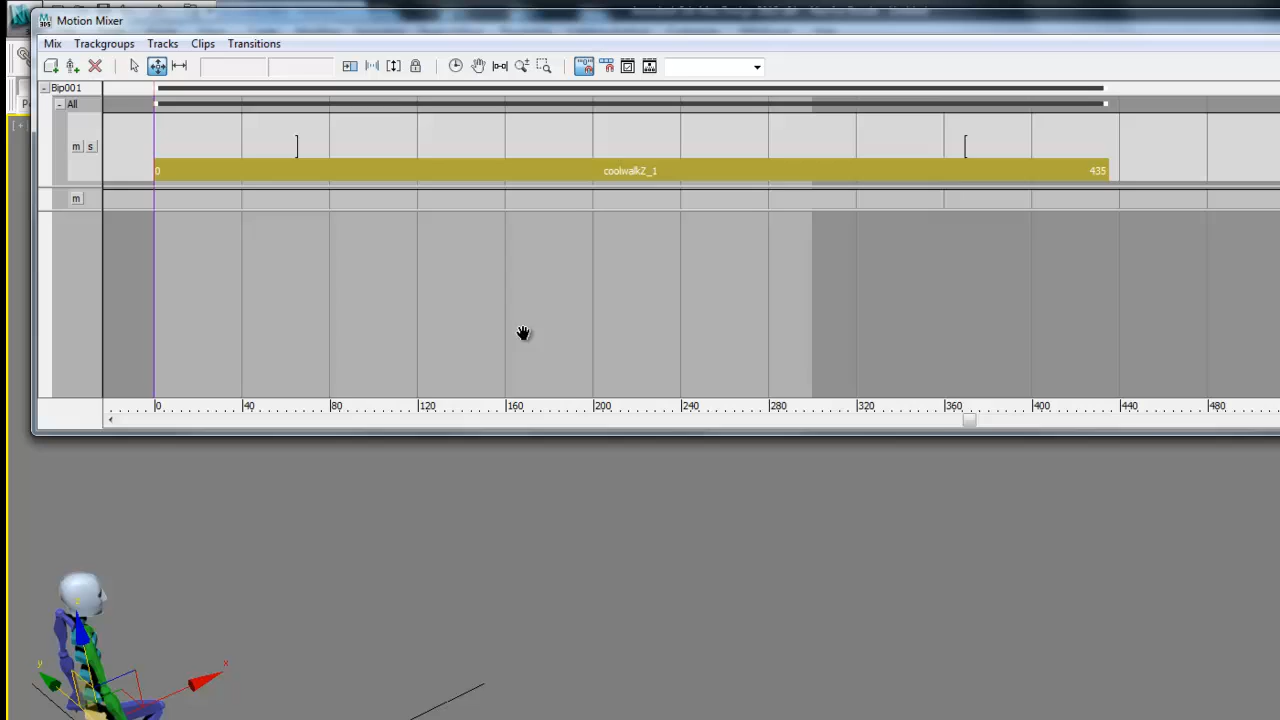 Motion Mixer
Mix Trackgroups Tracks Clips Transitions
Bip001
All
m s
0 coolwalkZ_1 435
m
0 40 80 120 160 200 240 280 320 360 400 440 480
z
y x